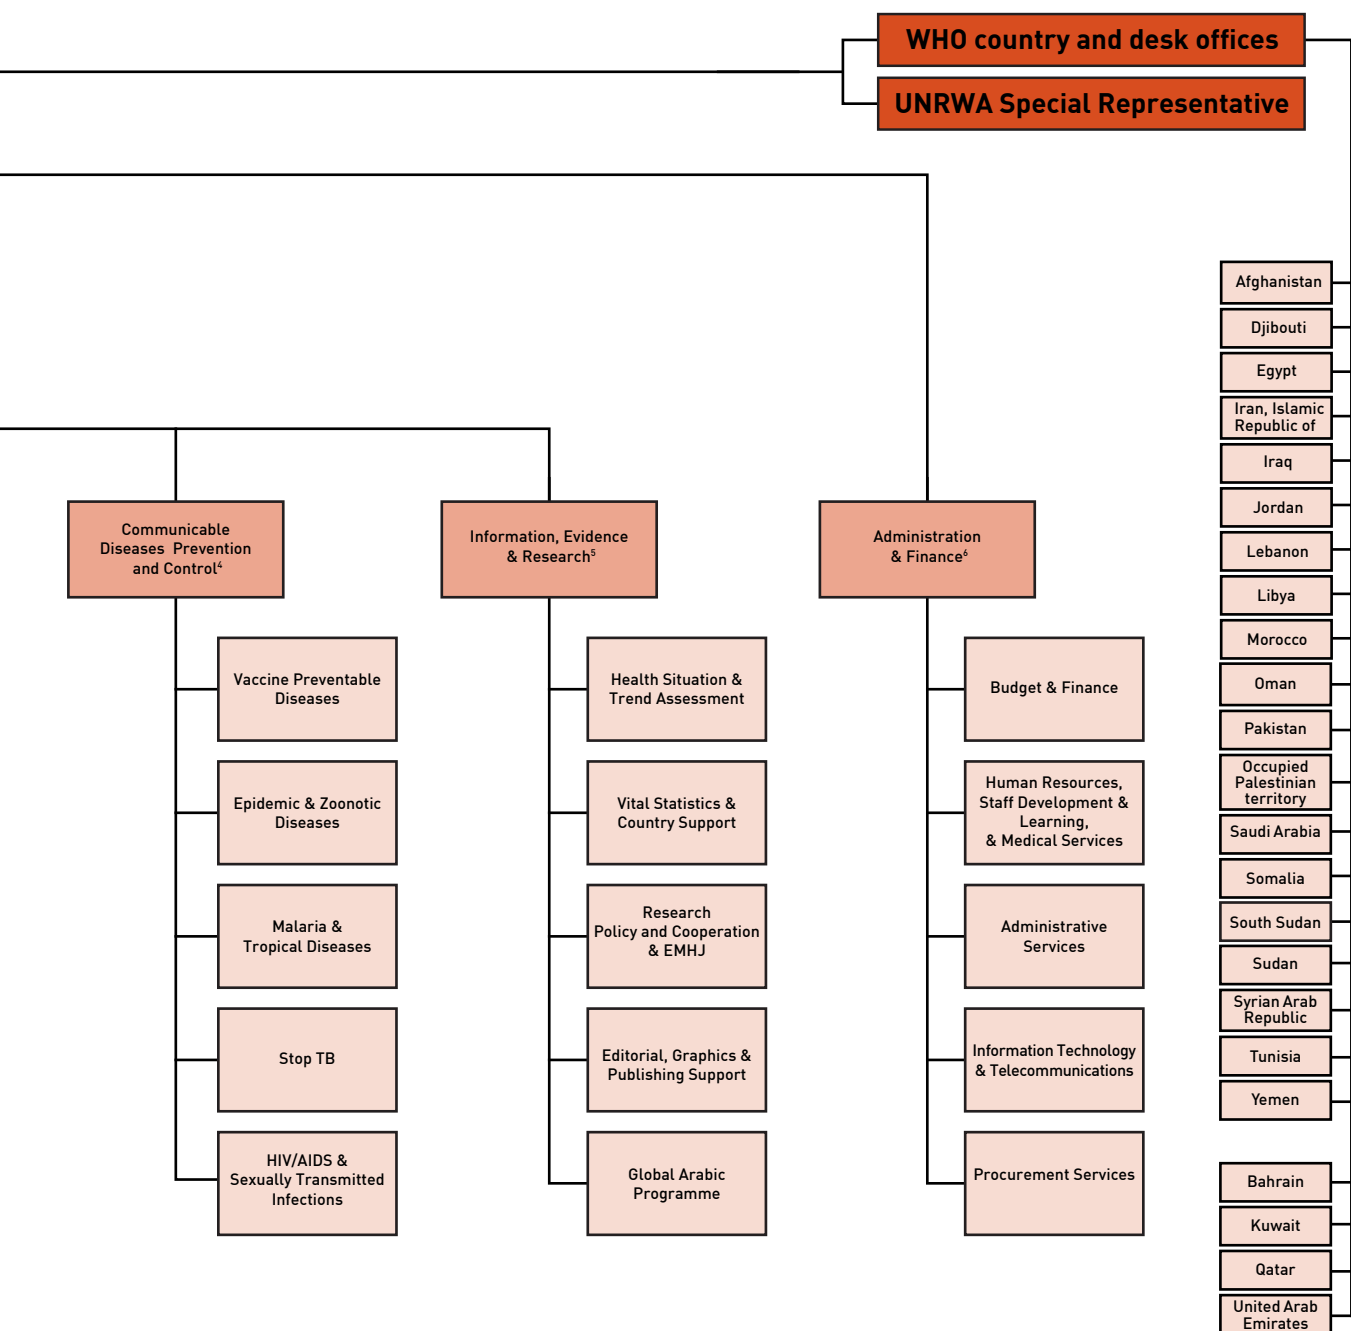 WHO country and desk offices
UNRWA Special Representative
Communicable
Diseases Prevention
and Control⁴
Vaccine Preventable
Diseases
Epidemic & Zoonotic
Diseases
Malaria &
Tropical Diseases
Stop TB
HIV/AIDS &
Sexually Transmitted
Infections
Information, Evidence
& Research⁵
Health Situation &
Trend Assessment
Vital Statistics &
Country Support
Research
Policy and Cooperation
& EMHJ
Editorial, Graphics &
Publishing Support
Global Arabic
Programme
Administration
& Finance⁶
Budget & Finance
Human Resources,
Staff Development &
Learning,
& Medical Services
Administrative
Services
Information Technology
& Telecommunications
Procurement Services
Afghanistan
Djibouti
Egypt
Iran, Islamic
Republic of
Iraq
Jordan
Lebanon
Libya
Morocco
Oman
Pakistan
Occupied
Palestinian
territory
Saudi Arabia
Somalia
South Sudan
Sudan
Syrian Arab
Republic
Tunisia
Yemen
Bahrain
Kuwait
Qatar
United Arab
Emirates